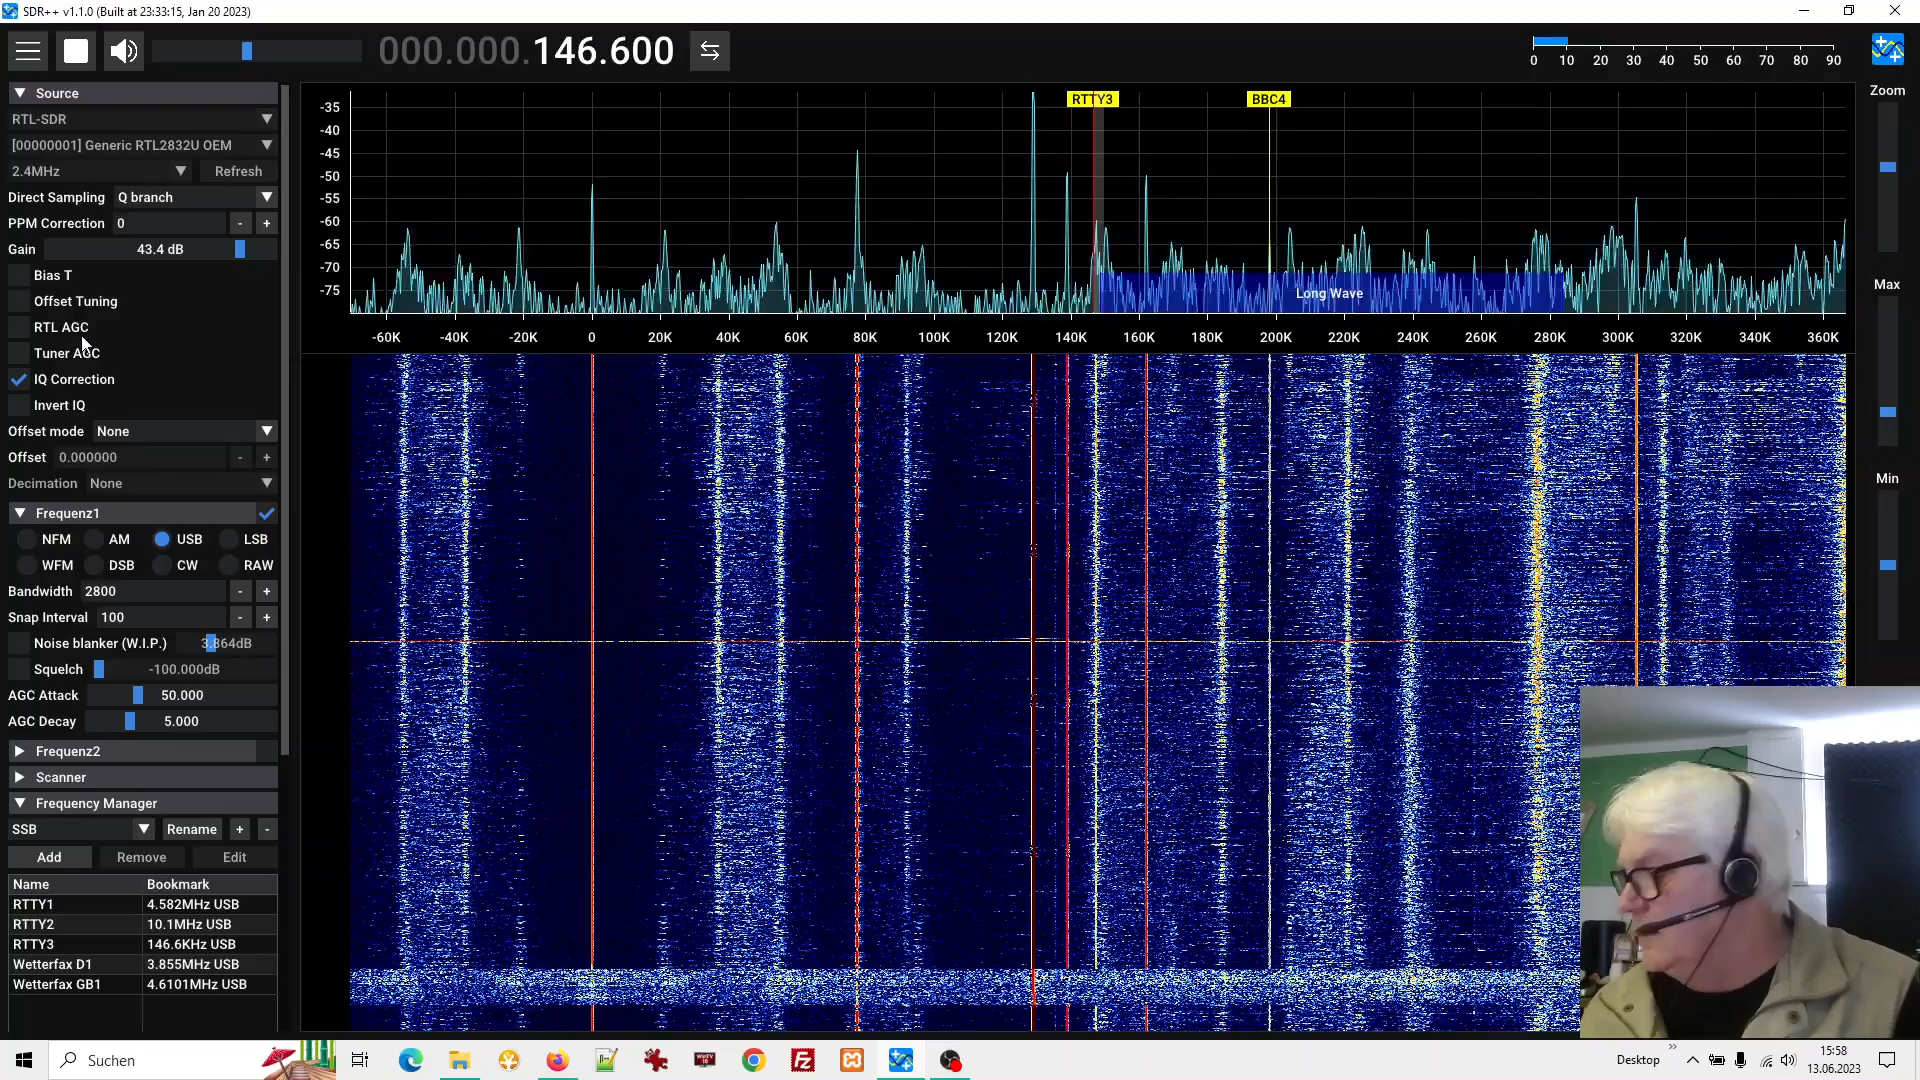 SDR++ v1.1.0 (Built at 23:33:15, Jan 20 2023)
000.000.146.600
0 10 20 30 40 50 60 70 80 90
Source
RTL-SDR
[00000001] Generic RTL2832U OEM
2.4MHz Refresh
Direct Sampling Q branch
PPM Correction 0 - +
Gain 43.4 dB
Bias T
Offset Tuning
RTL AGC
Tuner AGC
IQ Correction
Invert IQ
Offset mode None
Offset 0.000000 - +
Decimation None
Frequenz1
NFM AM USB LSB
WFM DSB CW RAW
Bandwidth 2800 - +
Snap Interval 100 - +
Noise blanker (W.I.P.) 3.864dB
Squelch -100.000dB
AGC Attack 50.000
AGC Decay 5.000
Frequenz2
Scanner
Frequency Manager
SSB Rename + -
Add Remove Edit
Name Bookmark
RTTY1 4.582MHz USB
RTTY2 10.1MHz USB
RTTY3 146.6KHz USB
Wetterfax D1 3.855MHz USB
Wetterfax GB1 4.6101MHz USB
RTTY3 BBC4
-35
-40
-45
-50
-55
-60
-65
-70
-75
Long Wave
-60K -40K -20K 0 20K 40K 60K 80K 100K 120K 140K 160K 180K 200K 220K 240K 260K 280K 300K 320K 340K 360K
Zoom
Max
Min
Suchen
Desktop
15:58
13.06.2023